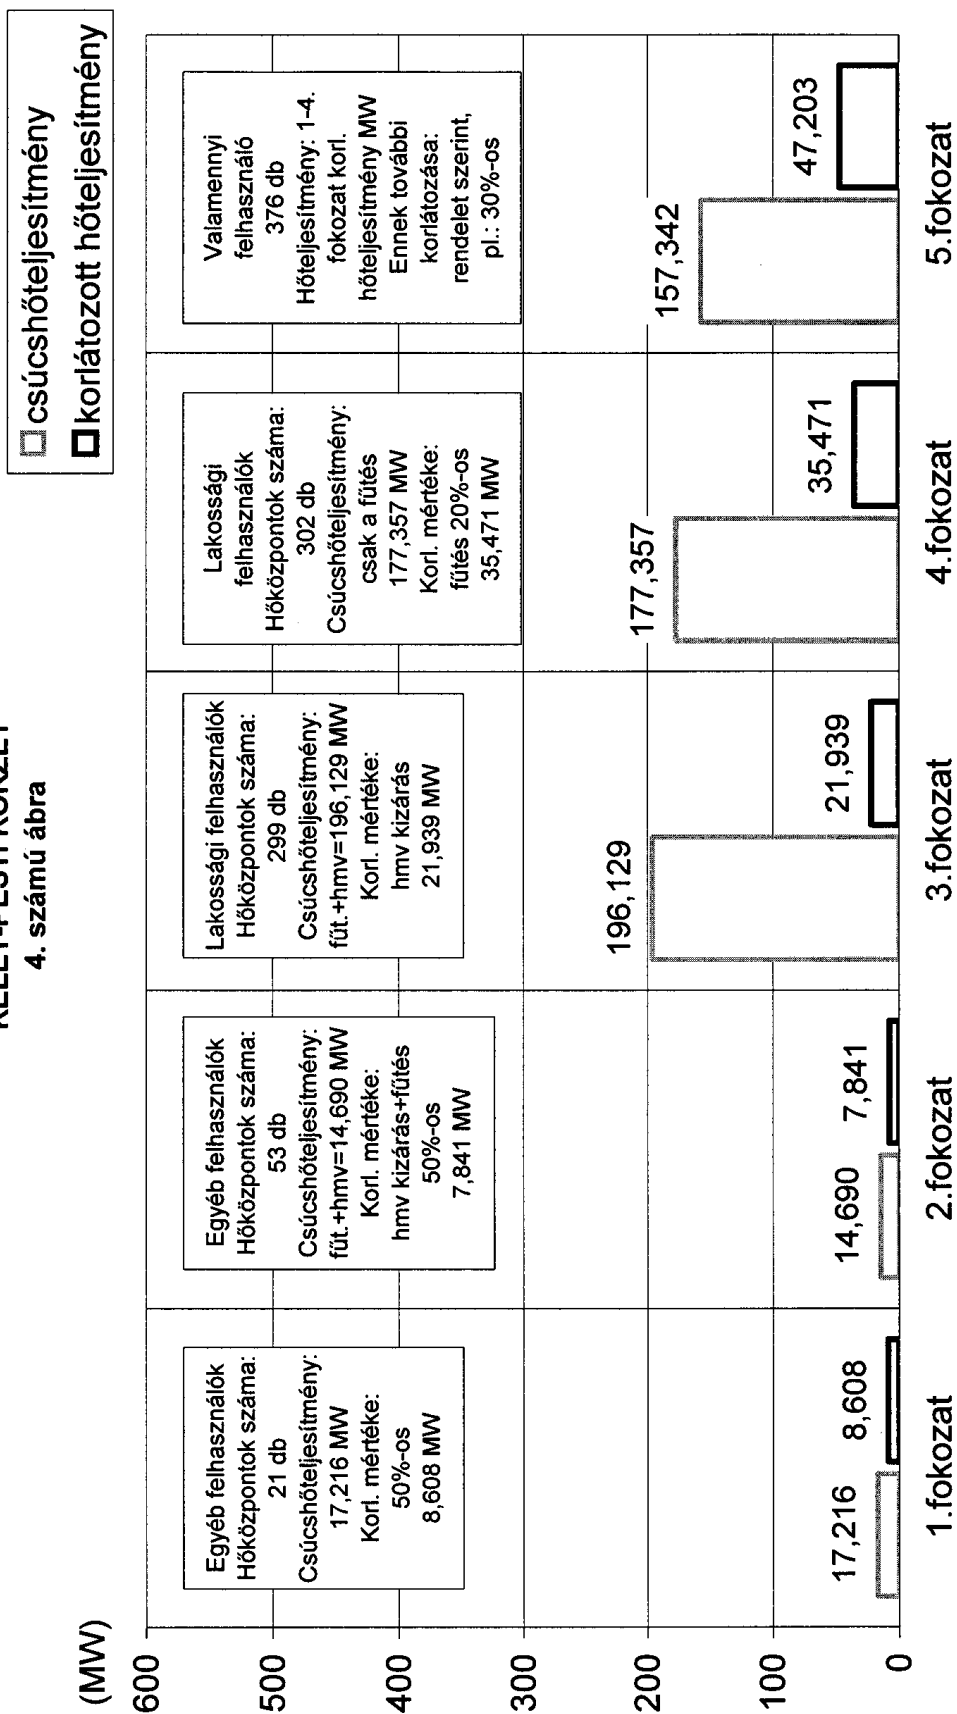 4. számú ábra
csúcshőteljesítmény
korlátozott hőteljesítmény
(MW)
600
500
400
300
200
100
0
Egyéb felhasználók
Hőközpontok száma:
21 db
Csúcshőteljesítmény:
17,216 MW
Korl. mértéke:
50%-os
8,608 MW
Egyéb felhasználók
Hőközpontok száma:
53 db
Csúcshőteljesítmény:
fűt.+hmv=14,690 MW
Korl. mértéke:
hmv kizárás+fűtés
50%-os
7,841 MW
Lakossági felhasználók
Hőközpontok száma:
299 db
Csúcshőteljesítmény:
fűt.+hmv=196,129 MW
Korl. mértéke:
hmv kizárás
21,939 MW
Lakossági
felhasználók
Hőközpontok száma:
302 db
Csúcshőteljesítmény:
csak a fűtés
177,357 MW
Korl. mértéke:
fűtés 20%-os
35,471 MW
Valamennyi
felhasználó
376 db
Hőteljesítmény: 1-4.
fokozat korl.
hőteljesítmény MW
Ennek további
korlátozása:
rendelet szerint,
pl.: 30%-os
17,216
8,608
14,690
7,841
196,129
21,939
177,357
35,471
157,342
47,203
1.fokozat
2.fokozat
3.fokozat
4.fokozat
5.fokozat